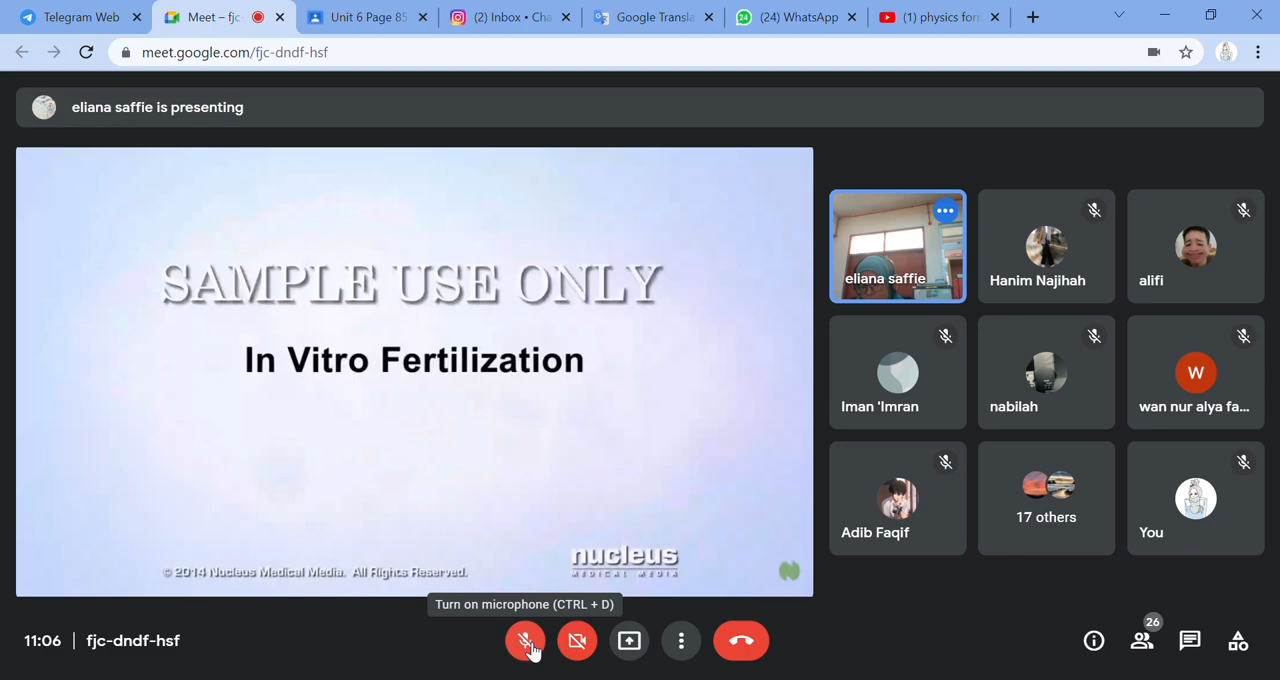 Telegram Web
Meet – fjc
Unit 6 Page 85
(2) Inbox • Cha
Google Transla
24
(24) WhatsApp
(1) physics for
meet.google.com/fjc-dndf-hsf
eliana saffie is presenting
SAMPLE USE ONLY
In Vitro Fertilization
© 2014 Nucleus Medical Media. All Rights Reserved.
nucleus
MEDICAL MEDIA
eliana saffie
Hanim Najihah
alifi
Iman 'Imran
nabilah
W
wan nur alya fa...
Adib Faqif
17 others
You
Turn on microphone (CTRL + D)
11:06 | fjc-dndf-hsf
26